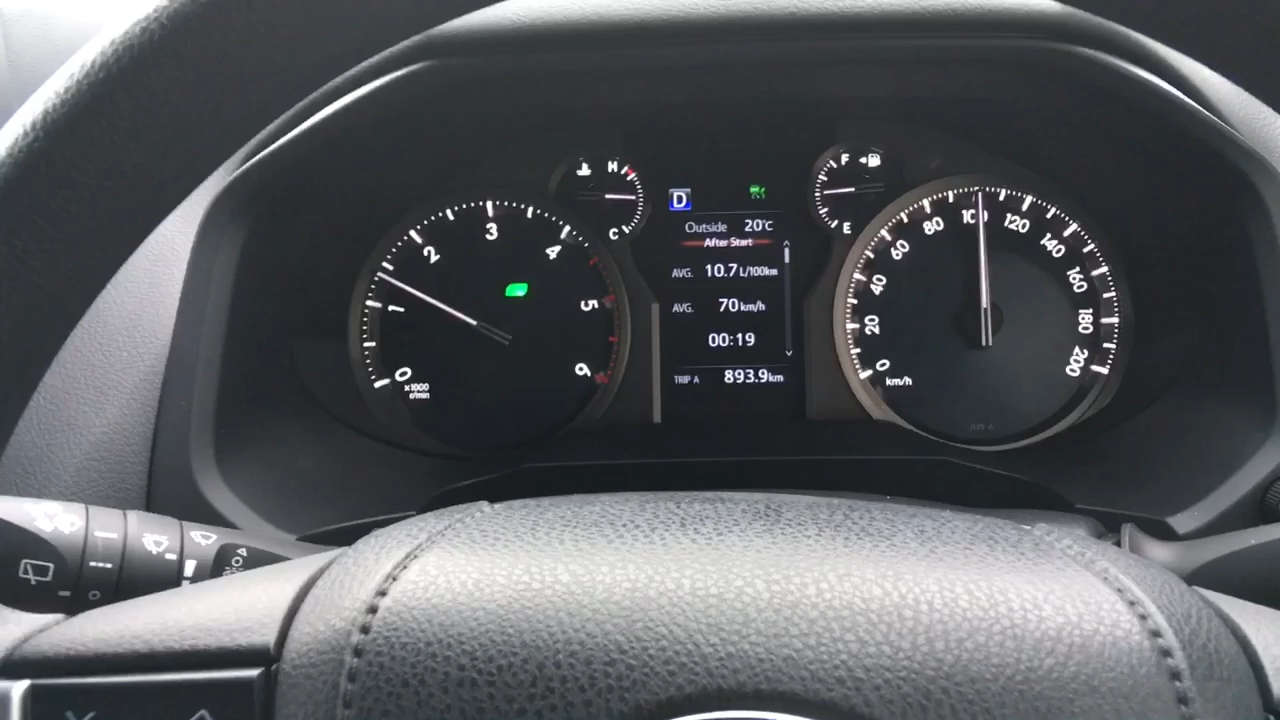 H
C
F
E
D
Outside 20°C
After Start
AVG. 10.7 L/100km
AVG. 70 km/h
00:19
TRIP A 893.9 km
0
1
2
3
4
5
6
x1000
r/min
0
20
40
60
80
100
120
140
160
180
200
km/h